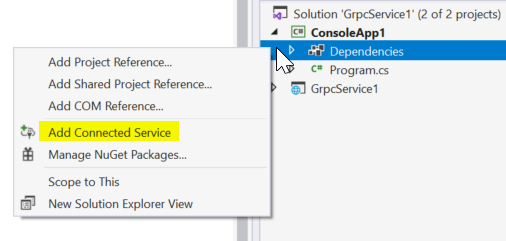 Solution 'GrpcService1' (2 of 2 projects)
C# ConsoleApp1
Dependencies
C# Program.cs
GrpcService1
Add Project Reference...
Add Shared Project Reference...
Add COM Reference...
Add Connected Service
Manage NuGet Packages...
Scope to This
New Solution Explorer View